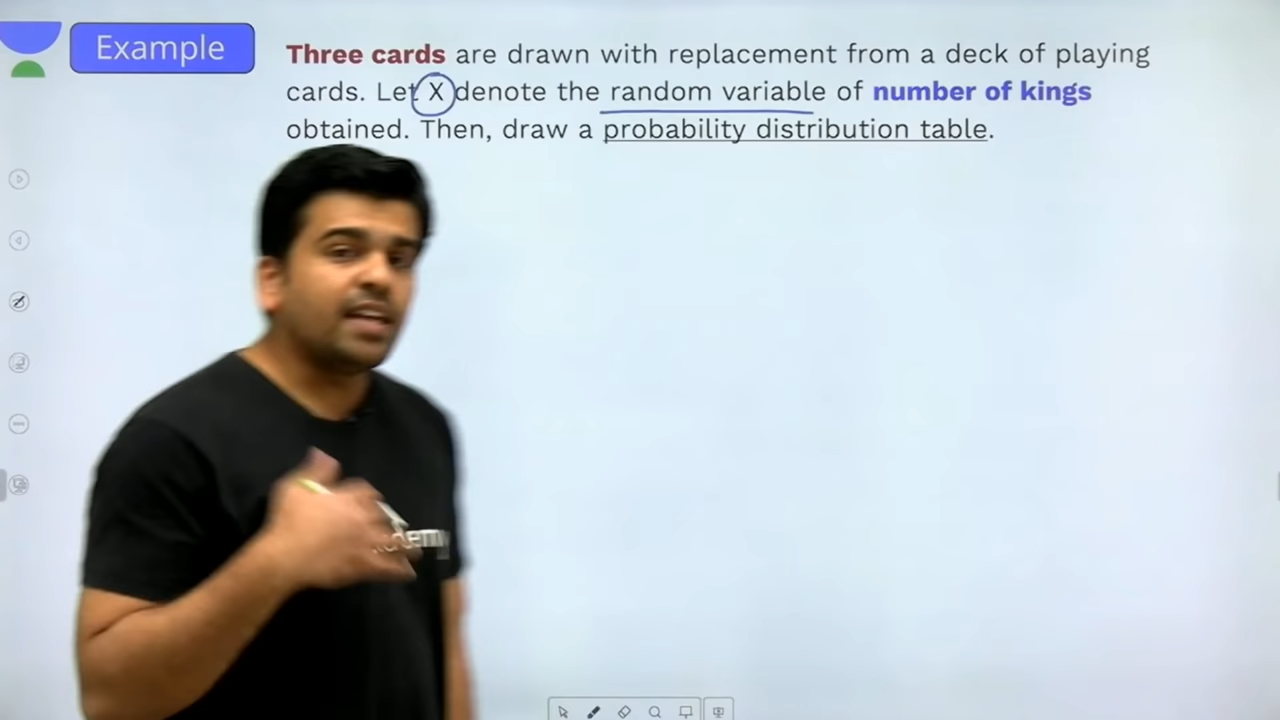 Example
Three cards are drawn with replacement from a deck of playing
cards. Let X denote the random variable of number of kings
obtained. Then, draw a probability distribution table.